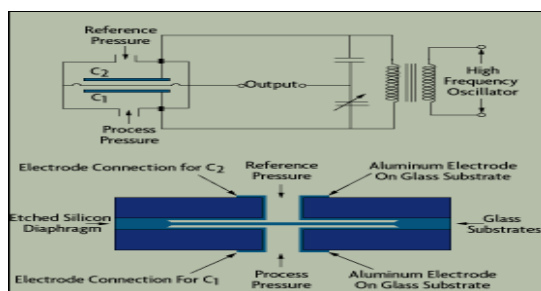 Reference
Pressure
C2
C1
Process
Pressure
Output
High
Frequency
Oscillator
Electrode Connection for C2
Reference
Pressure
Aluminum Electrode
On Glass Substrate
Etched Silicon
Diaphragm
Glass
Substrates
Electrode Connection For C1
Process
Pressure
Aluminum Electrode
On Glass Substrate